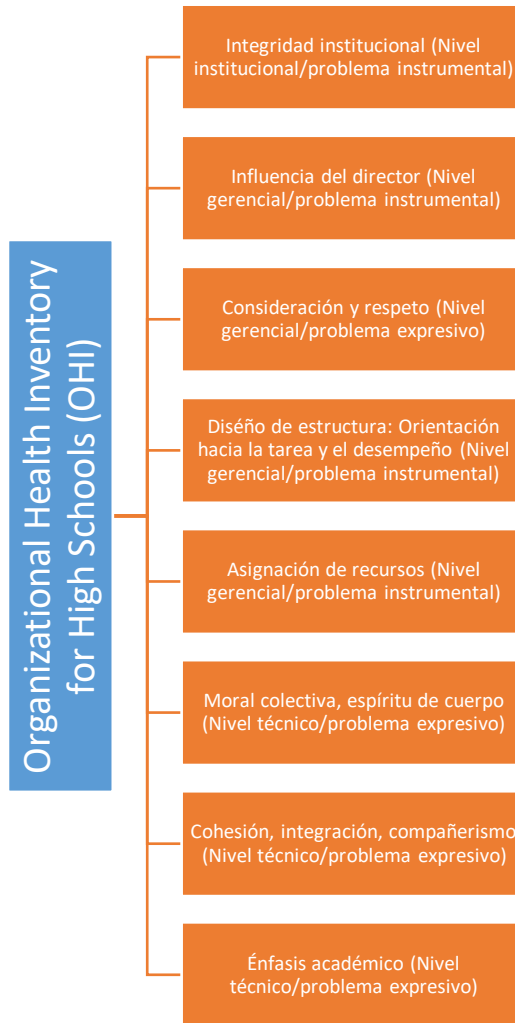 Organizational Health Inventory
for High Schools (OHI)
Integridad institucional (Nivel
institucional/problema instrumental)
Influencia del director (Nivel
gerencial/problema instrumental)
Consideración y respeto (Nivel
gerencial/problema expresivo)
Diséño de estructura: Orientación
hacia la tarea y el desempeño (Nivel
gerencial/problema instrumental)
Asignación de recursos (Nivel
gerencial/problema instrumental)
Moral colectiva, espíritu de cuerpo
(Nivel técnico/problema expresivo)
Cohesión, integración, compañerismo
(Nivel técnico/problema expresivo)
Énfasis académico (Nivel
técnico/problema expresivo)